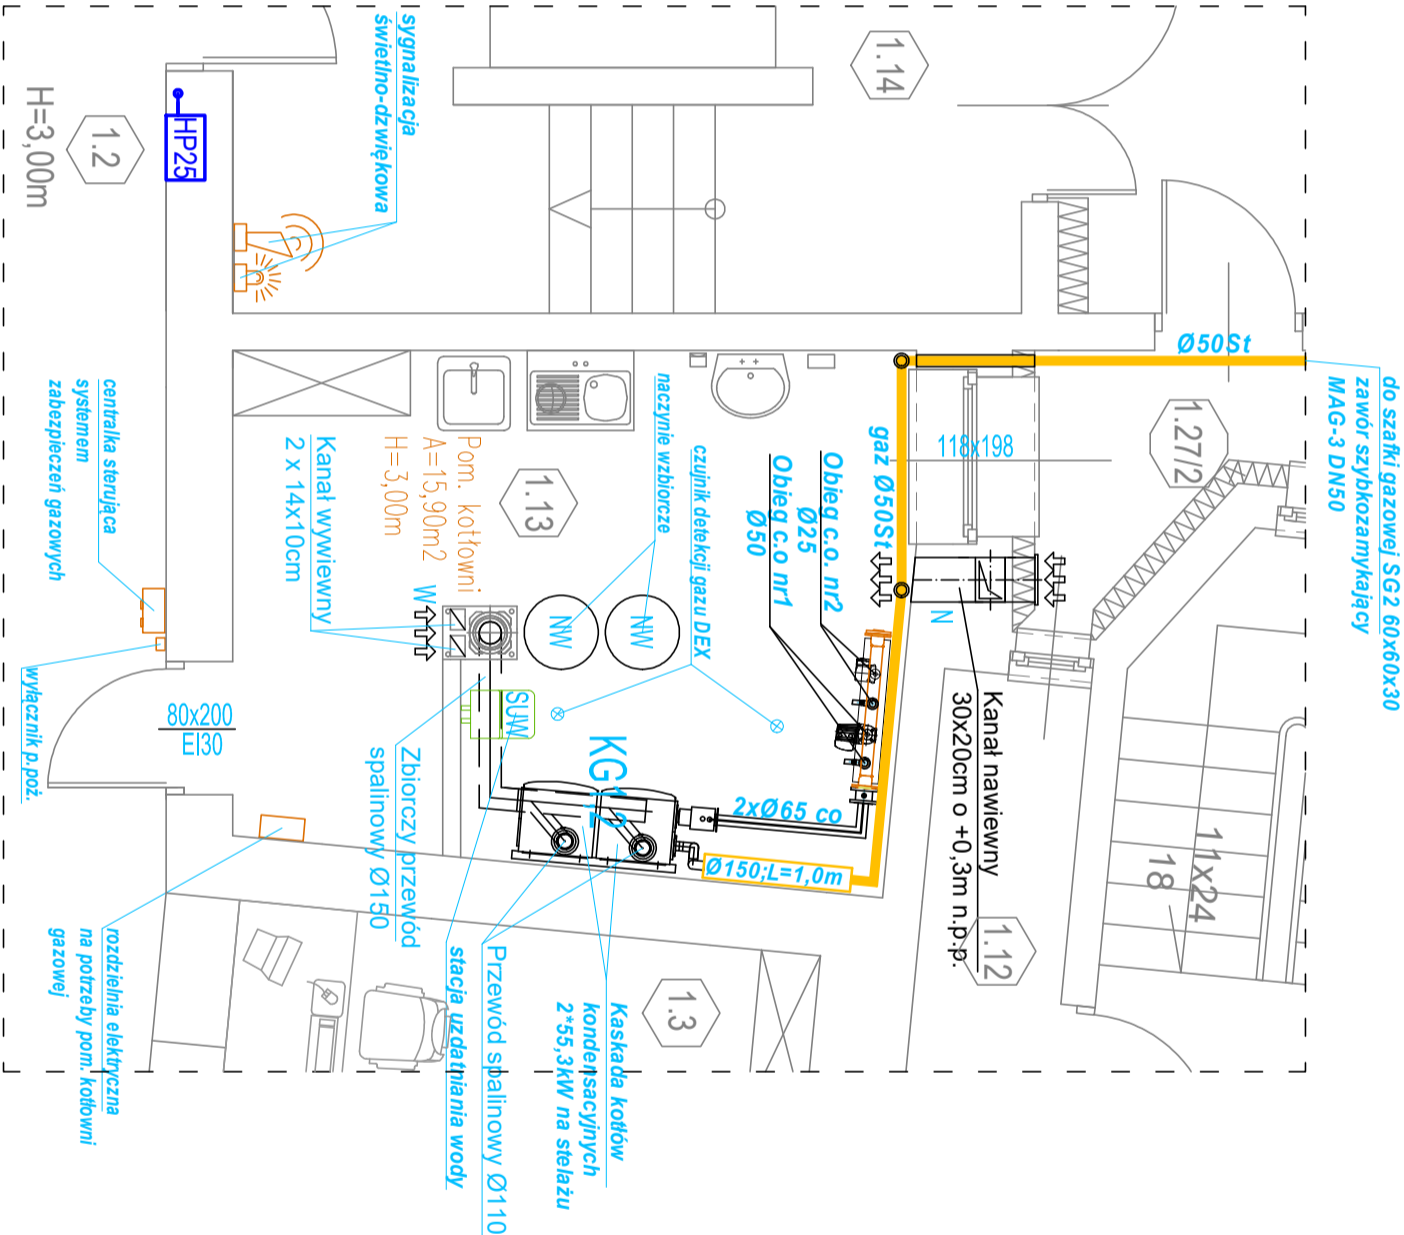 do szafki gazowej SG2 60x60x30
zawór szybkozamykający
MAG-3 DN50
1.14
sygnalizacja
świetlno-dzwiękowa
HP25
1.2
H=3,00m
Ø50St
1.27/2
118x198
gaz Ø50St
Obieg c.o. nr2
Ø25
Obieg c.o nr1
Ø50
czujnik detekcji gazu DEX
naczynie wzbiorcze
1.13
Pom. kotłowni
A=15,90m2
H=3,00m
Kanał wywiewny
2 x 14x10cm
W
NW
NW
N
centralka sterująca
systemem
zabezpieczeń gazowych
wyłącznik p.poż.
80x200
EI30
SUW
KG1/2
2xØ65 co
Ø150;L=1,0m
Kanał nawiewny
30x20cm o +0,3m n.p.p.
1.12
11x24
18
Zbiorczy przewód
spalinowy Ø150
1.3
Kaskada kotłów
kondensacyjnych
2*55,3kW na stelażu
Przewód spalinowy Ø110
stacja uzdatniania wody
rozdzielnia elektryczna
na potrzeby pom. kotłowni
gazowej